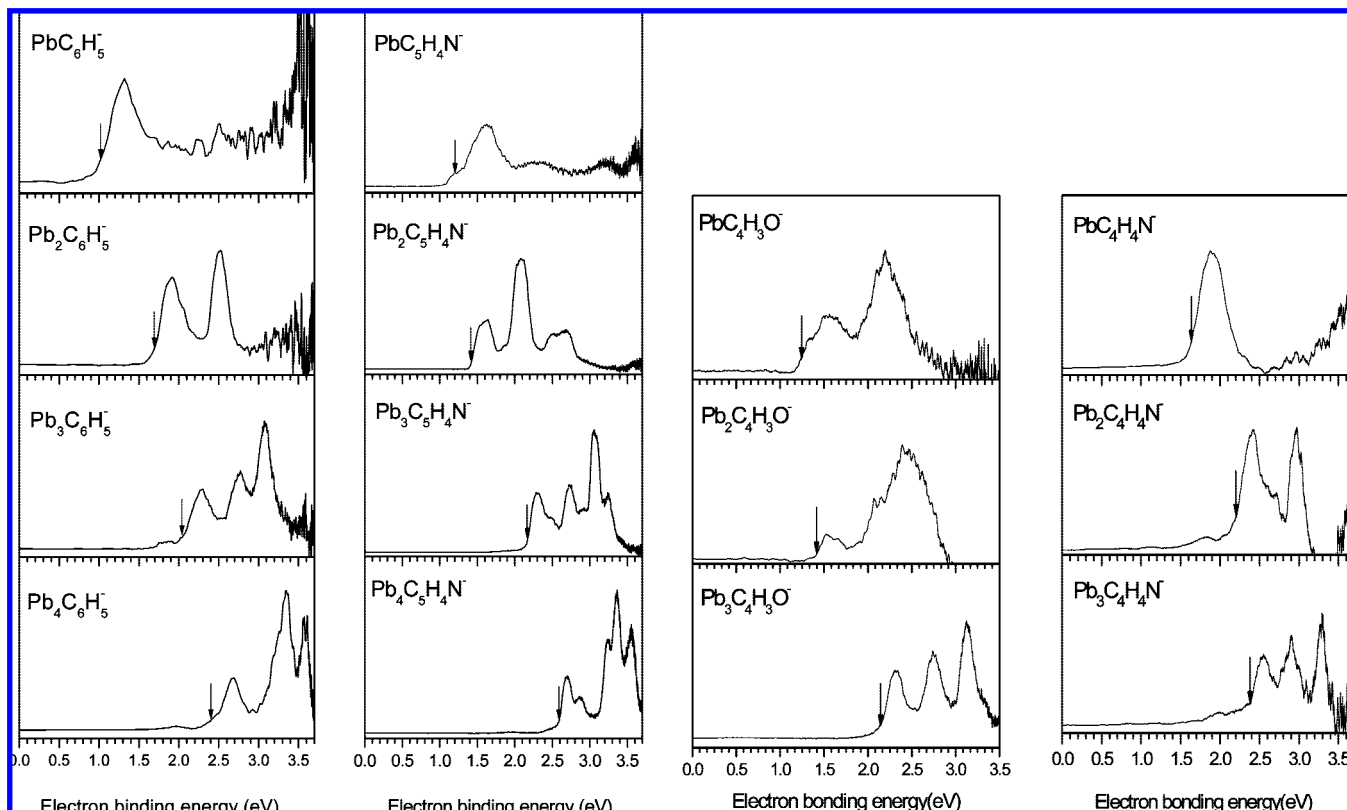 PbC₆H₅⁻
Pb₂C₆H₅⁻
Pb₃C₆H₅⁻
Pb₄C₆H₅⁻
0.0 0.5 1.0 1.5 2.0 2.5 3.0 3.5
Electron binding energy (eV)
PbC₅H₄N⁻
Pb₂C₅H₄N⁻
Pb₃C₅H₄N⁻
Pb₄C₅H₄N⁻
0.0 0.5 1.0 1.5 2.0 2.5 3.0 3.5
Electron binding energy (eV)
PbC₄H₃O⁻
Pb₂C₄H₃O⁻
Pb₃C₄H₃O⁻
0.0 0.5 1.0 1.5 2.0 2.5 3.0 3.5
Electron bonding energy(eV)
PbC₄H₄N⁻
Pb₂C₄H₄N⁻
Pb₃C₄H₄N⁻
0.0 0.5 1.0 1.5 2.0 2.5 3.0 3.5
Electron bonding energy(eV)